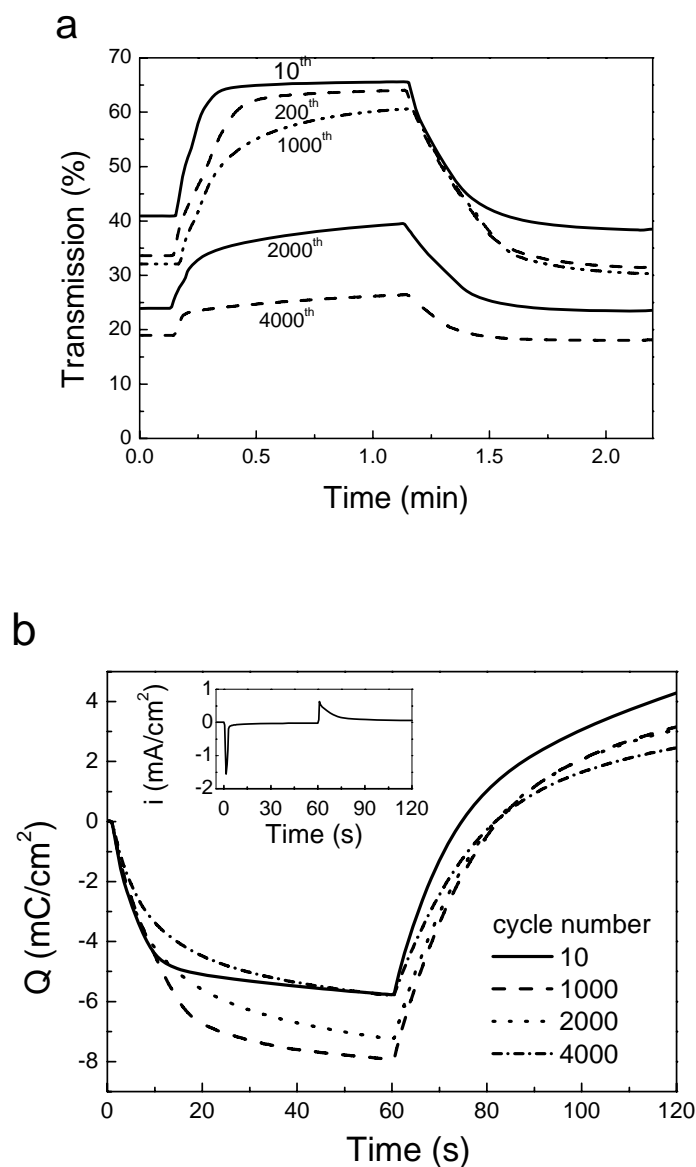 a
70
60
50
40
30
20
10
0
Transmission (%)
10th
200th
1000th
2000th
4000th
0.0 0.5 1.0 1.5 2.0
Time (min)
b
4
2
0
-2
-4
-6
-8
Q (mC/cm2)
1
0
-1
-2
i (mA/cm2)
0 30 60 90 120
Time (s)
cycle number
10
1000
2000
4000
0 20 40 60 80 100 120
Time (s)